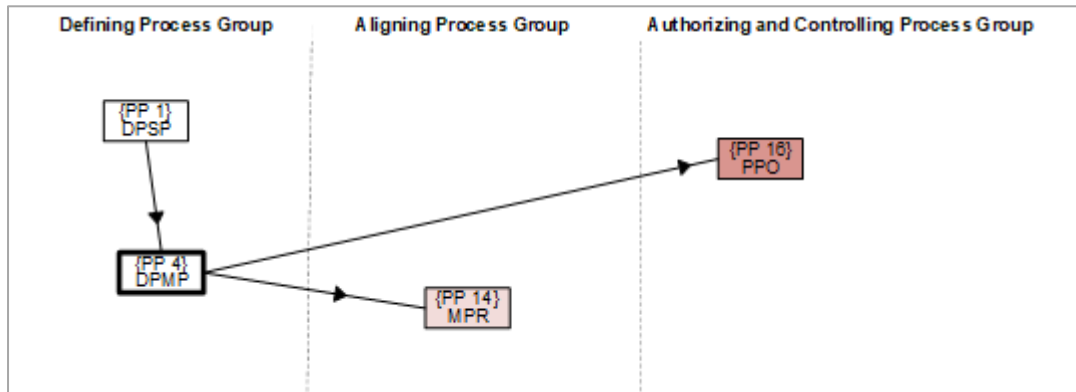 Defining Process Group
Aligning Process Group
Authorizing and Controlling Process Group
{PP 1}
DPSP
{PP 16}
PPO
{PP 4}
DPMP
{PP 14}
MPR